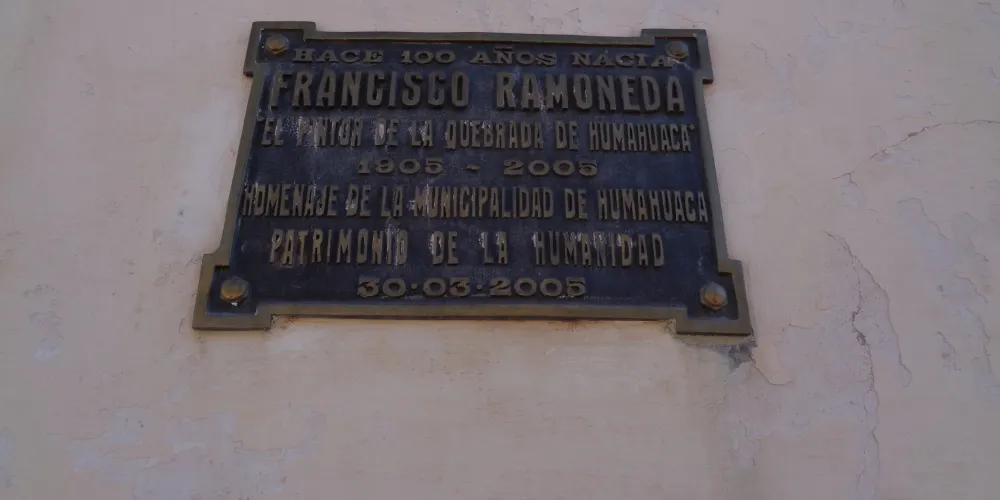 HACE 100 AÑOS NACIA
FRANCISCO RAMONEDA
"EL PINTOR DE LA QUEBRADA DE HUMAHUACA"
1905 - 2005
HOMENAJE DE LA MUNICIPALIDAD DE HUMAHUACA
PATRIMONIO DE LA HUMANIDAD
30·03·2005